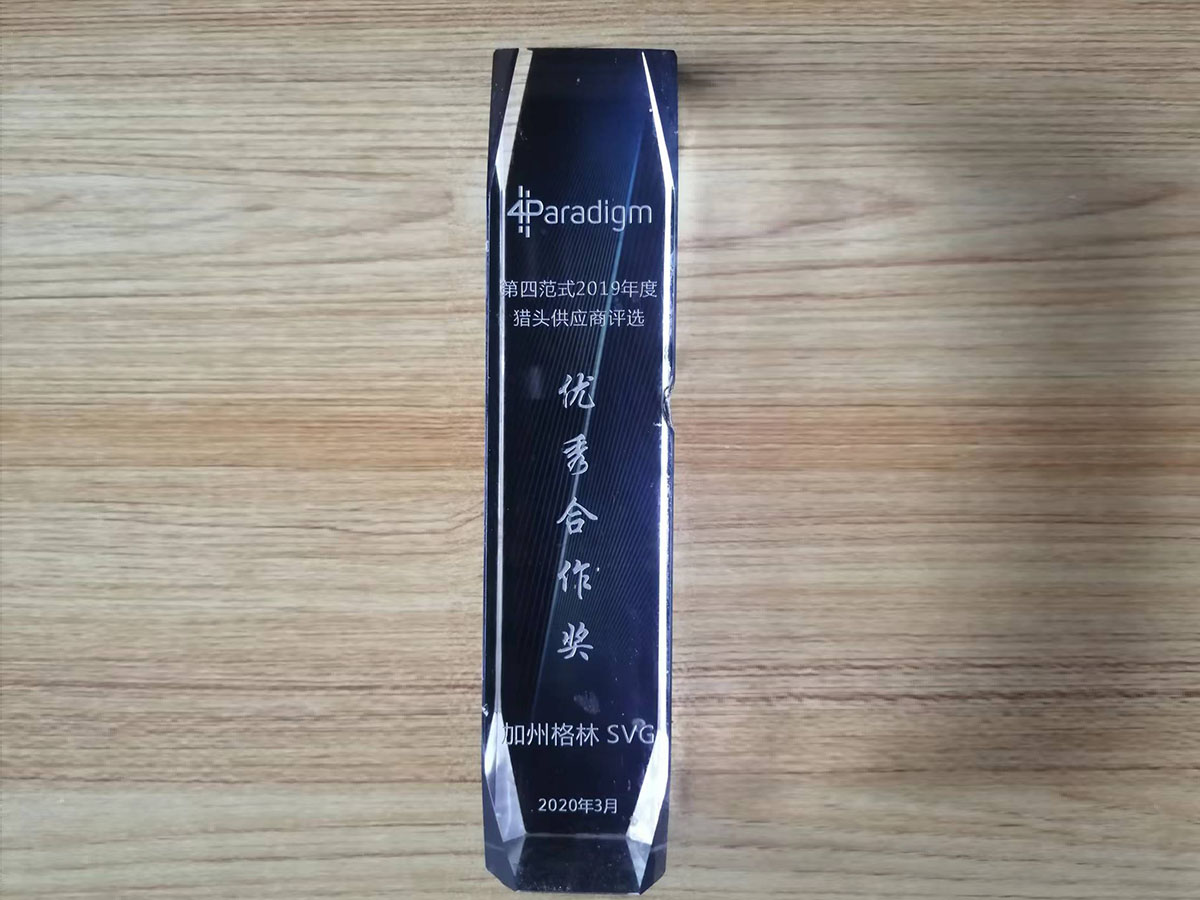 4Paradigm
第四范式2019年度
猎头供应商评选
优秀合作奖
加州格林 SVG
2020年3月